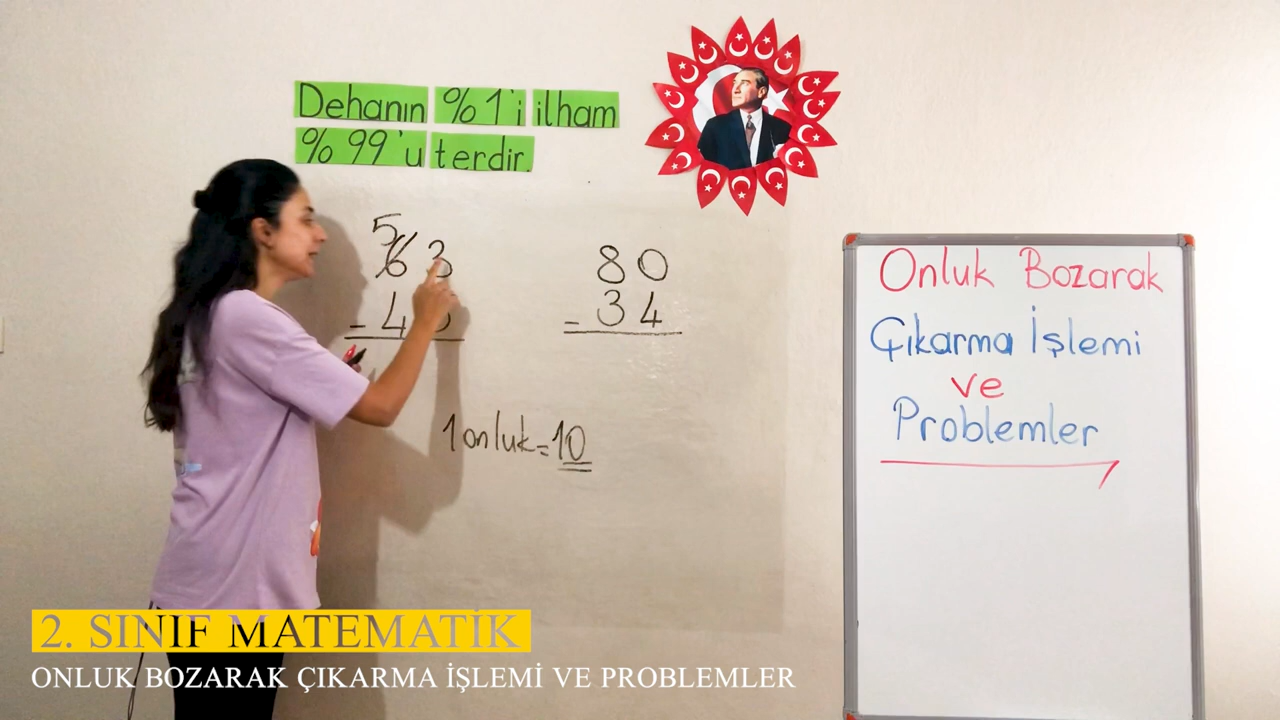 Dehanın %1'i ilham
%99'u terdir.
5
63
- 4
80
- 34
1 onluk = 10
Onluk Bozarak
Çıkarma İşlemi
ve
Problemler
2. SINIF MATEMATİK
ONLUK BOZARAK ÇIKARMA İŞLEMİ VE PROBLEMLER